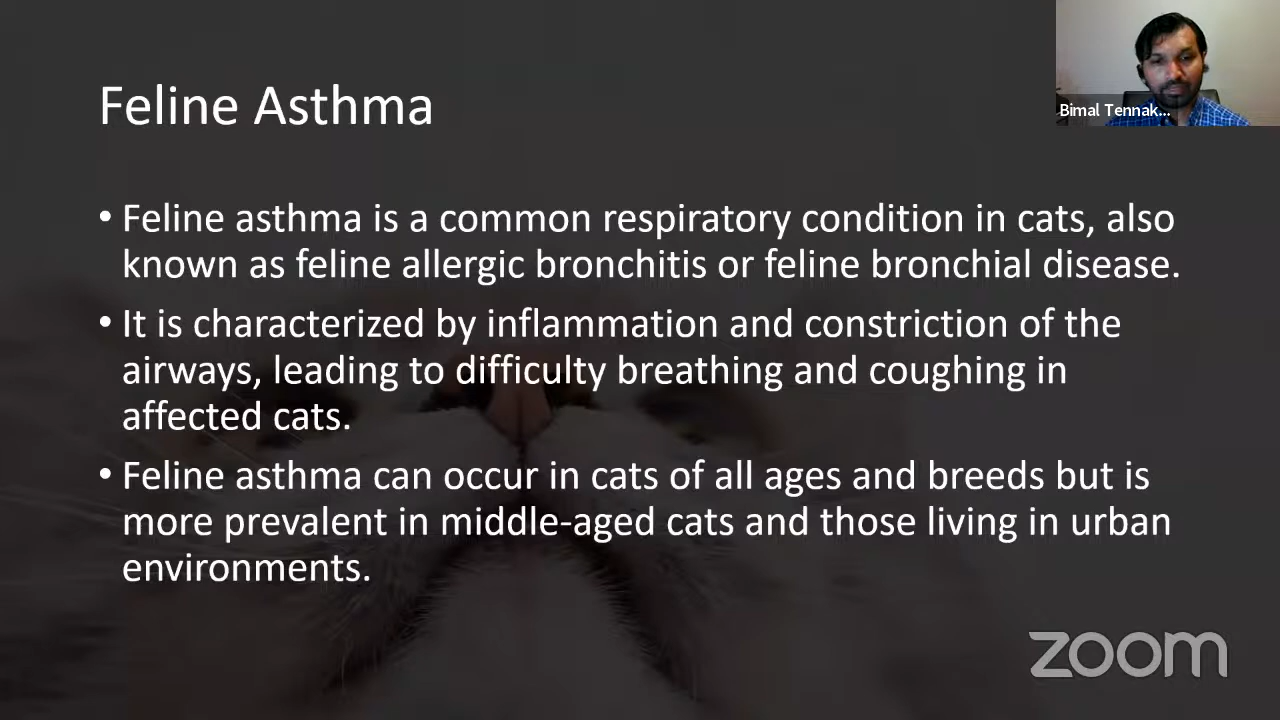 Feline Asthma
• Feline asthma is a common respiratory condition in cats, also
known as feline allergic bronchitis or feline bronchial disease.
• It is characterized by inflammation and constriction of the
airways, leading to difficulty breathing and coughing in
affected cats.
• Feline asthma can occur in cats of all ages and breeds but is
more prevalent in middle-aged cats and those living in urban
environments.
Bimal Tennak...
zoom